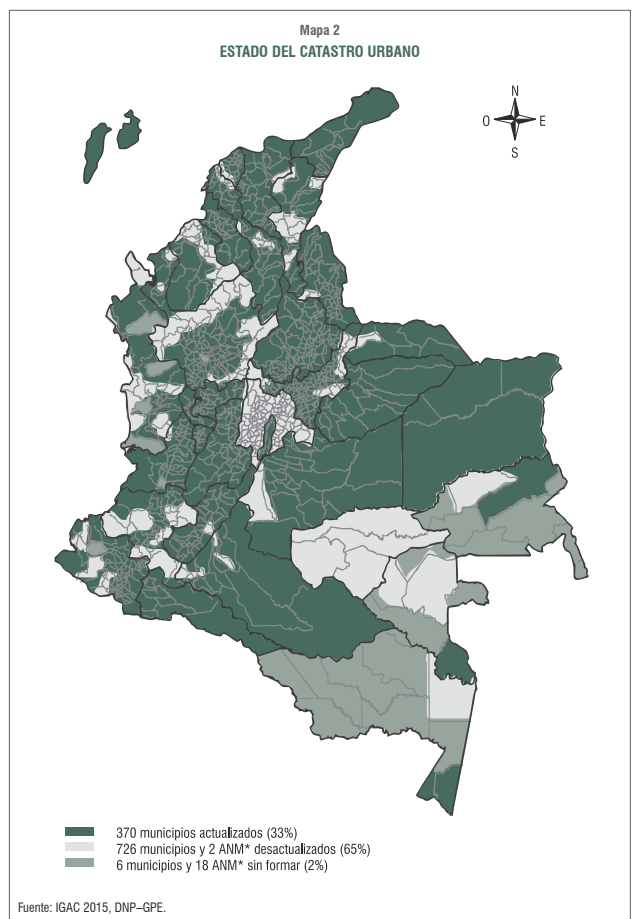 Mapa 2
ESTADO DEL CATASTRO URBANO
N
O E
S
370 municipios actualizados (33%)
726 municipios y 2 ANM* desactualizados (65%)
6 municipios y 18 ANM* sin formar (2%)
Fuente: IGAC 2015, DNP–GPE.